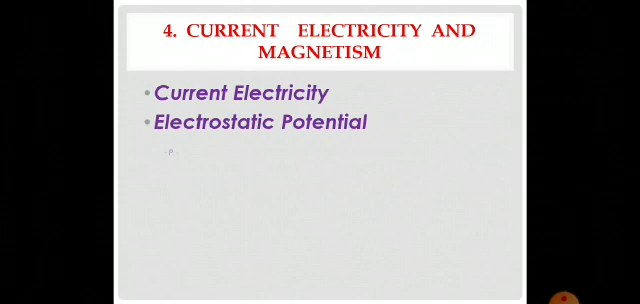 4. CURRENT ELECTRICITY AND
MAGNETISM
• Current Electricity
• Electrostatic Potential